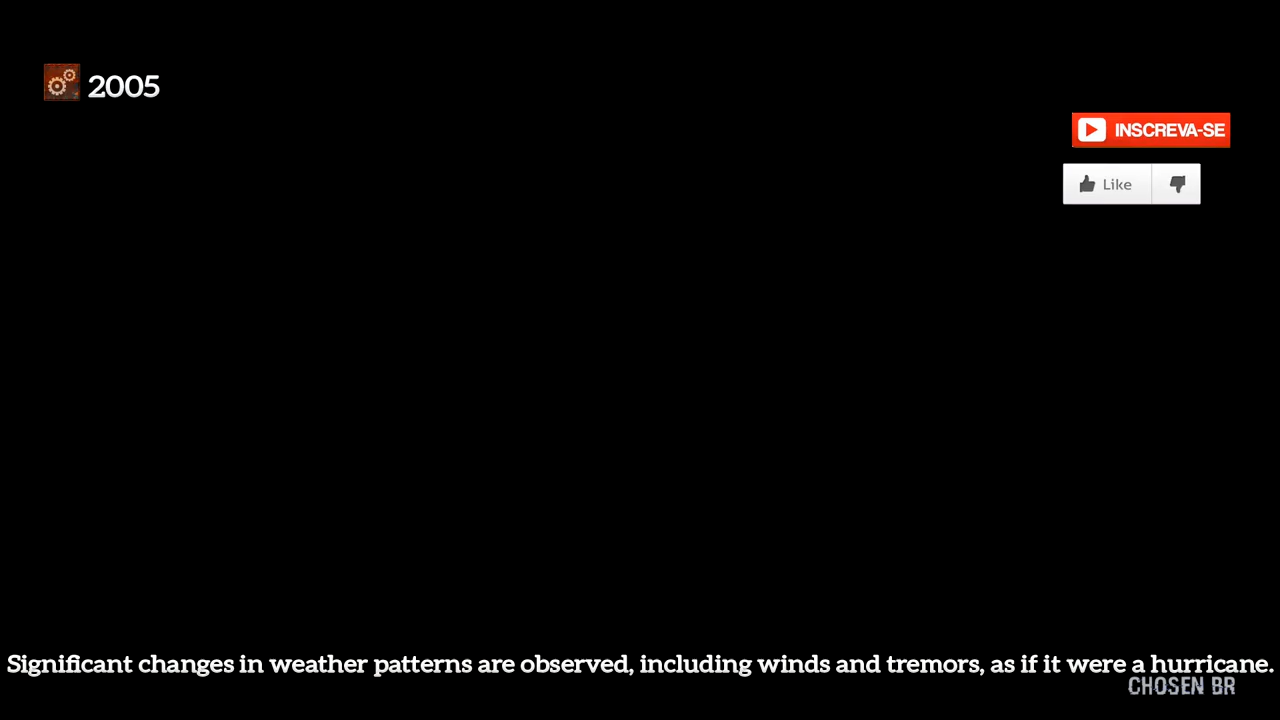 2005
INSCREVA-SE
Like
Significant changes in weather patterns are observed, including winds and tremors, as if it were a hurricane.
CHOSEN BR